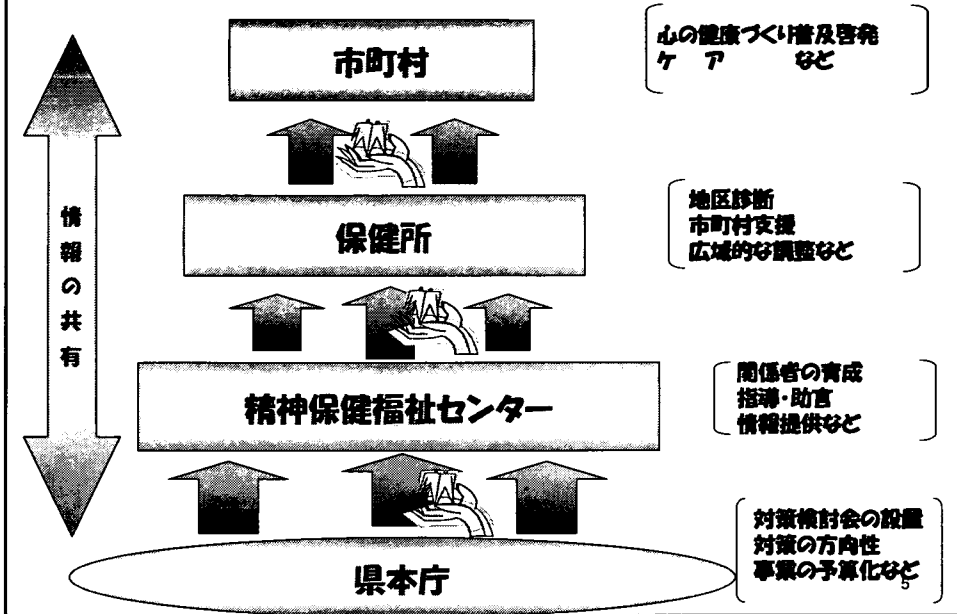 市町村
心の健康づくり普及啓発
ケア など
情報の共有
保健所
地区診断
市町村支援
広域的な調整など
精神保健福祉センター
関係者の育成
指導・助言
情報提供など
県本庁
対策検討会の設置
対策の方向性
事業の予算化など
5